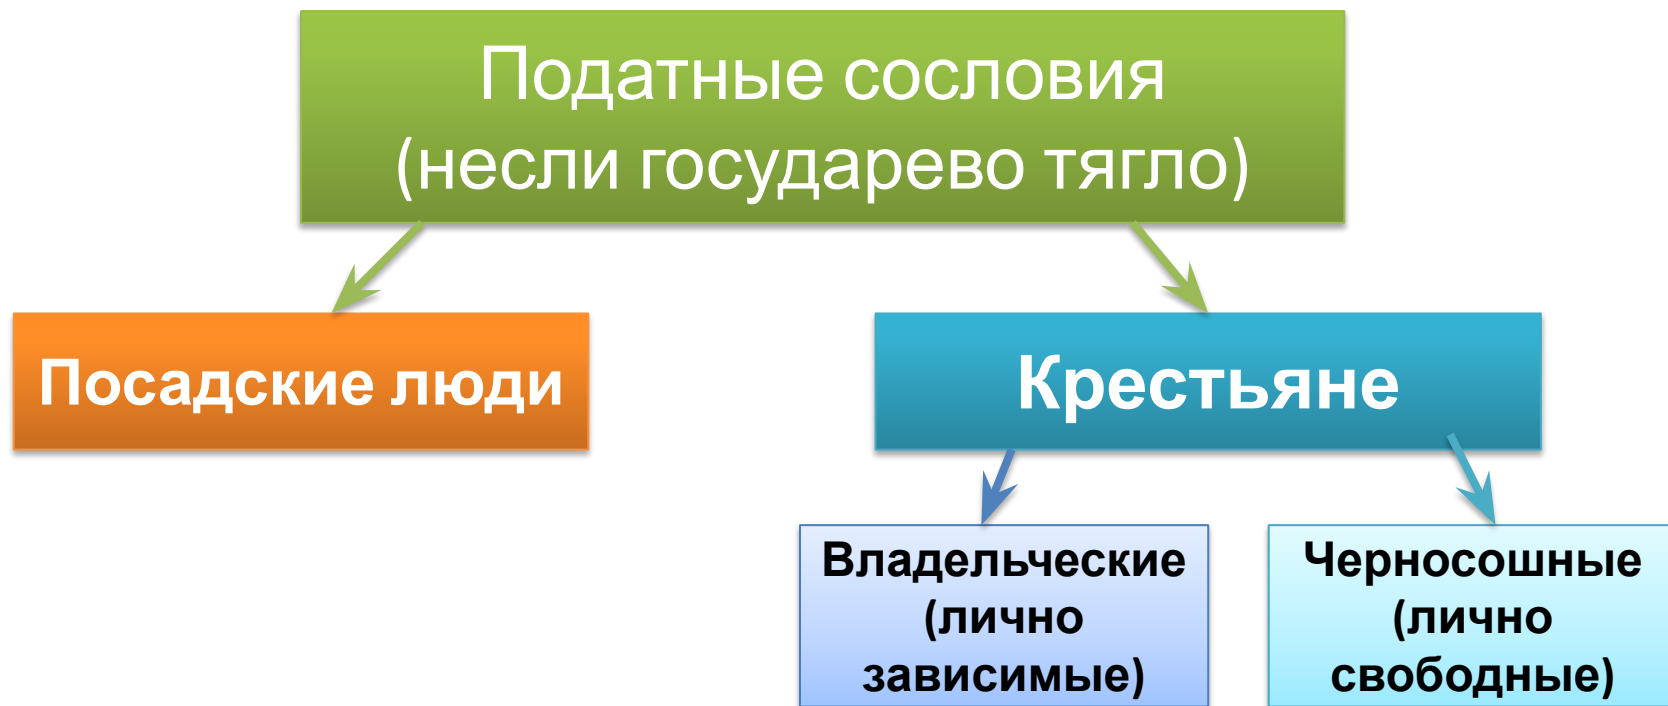 Податные сословия
(несли государево тягло)
Посадские люди
Крестьяне
Владельческие
(лично
зависимые)
Черносошные
(лично
свободные)